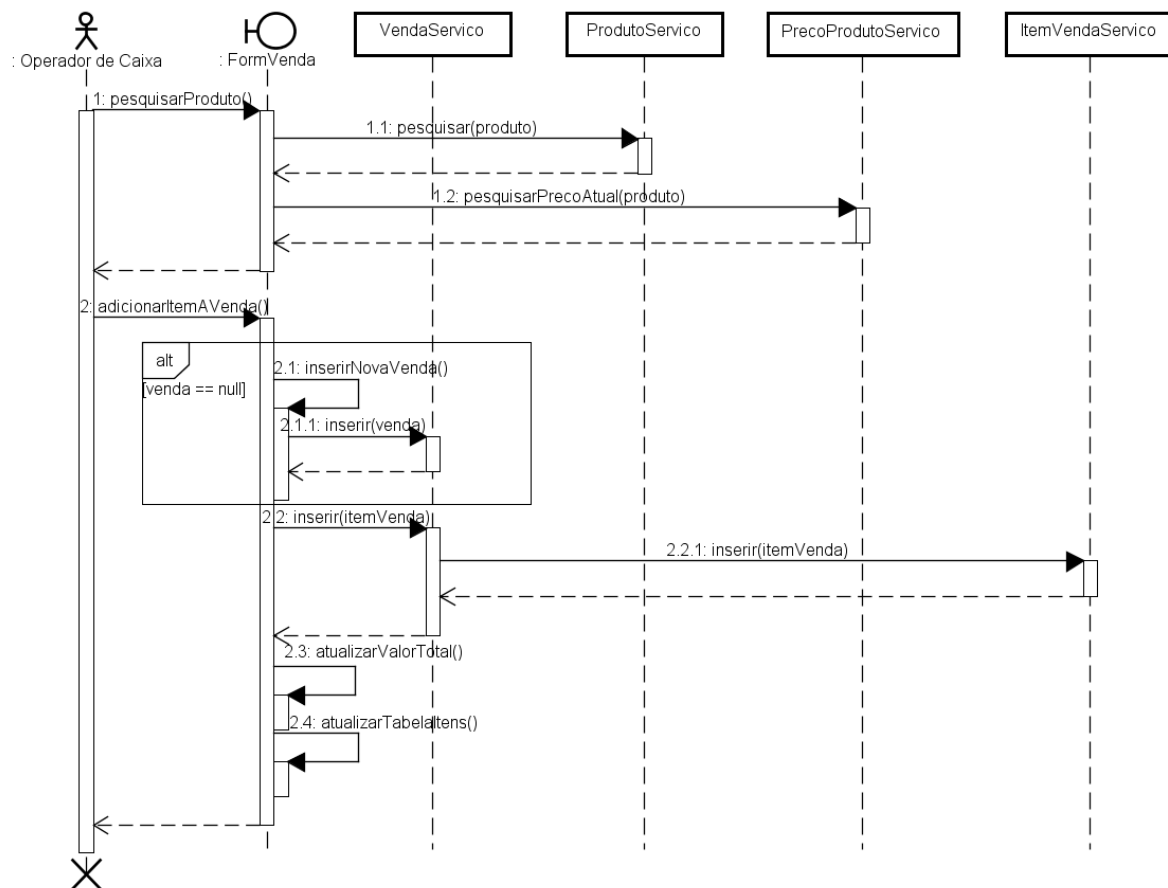 VendaServico
ProdutoServico
PrecoProdutoServico
ItemVendaServico
: Operador de Caixa
: FormVenda
1: pesquisarProduto()
1.1: pesquisar(produto)
1.2: pesquisarPrecoAtual(produto)
2: adicionarItemAVenda()
alt
[venda == null]
2.1: inserirNovaVenda()
2.1.1: inserir(venda)
2.2: inserir(itemVenda)
2.2.1: inserir(itemVenda)
2.3: atualizarValorTotal()
2.4: atualizarTabelaItens()